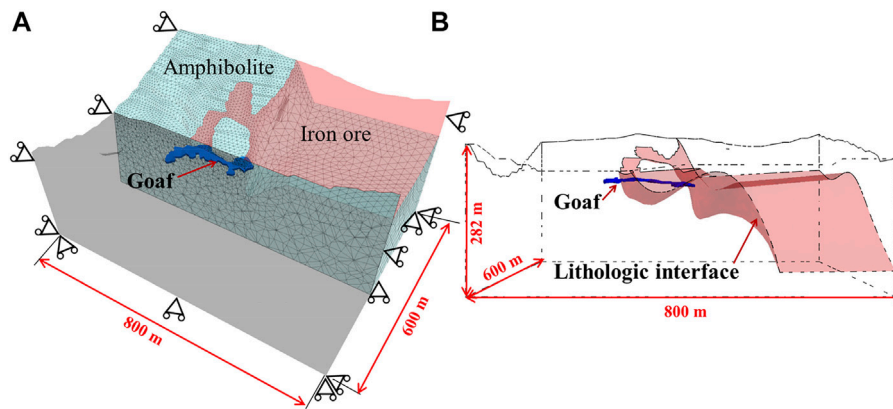 A
Amphibolite
Iron ore
Goaf
800 m
600 m
B
Goaf
282 m
600 m
Lithologic interface
800 m